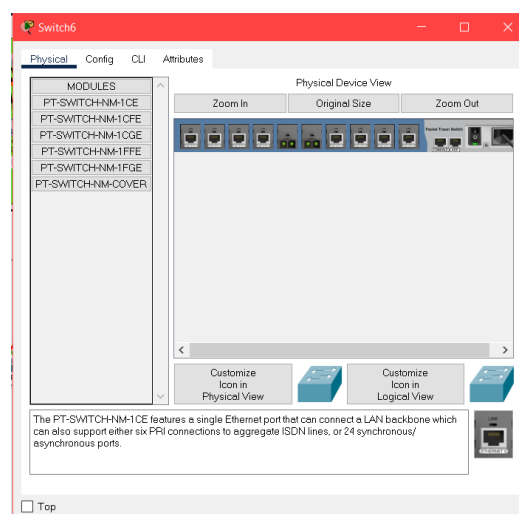 Switch6
Physical Config CLI Attributes
MODULES
PT-SWITCH-NM-1CE
PT-SWITCH-NM-1CFE
PT-SWITCH-NM-1CGE
PT-SWITCH-NM-1FFE
PT-SWITCH-NM-1FGE
PT-SWITCH-NM-COVER
Physical Device View
Zoom In Original Size Zoom Out
Packet Tracer Switch
Customize
Icon in
Physical View
Customize
Icon in
Logical View
The PT-SWITCH-NM-1CE features a single Ethernet port that can connect a LAN backbone which
can also support either six PRI connections to aggregate ISDN lines, or 24 synchronous/
asynchronous ports.
Top